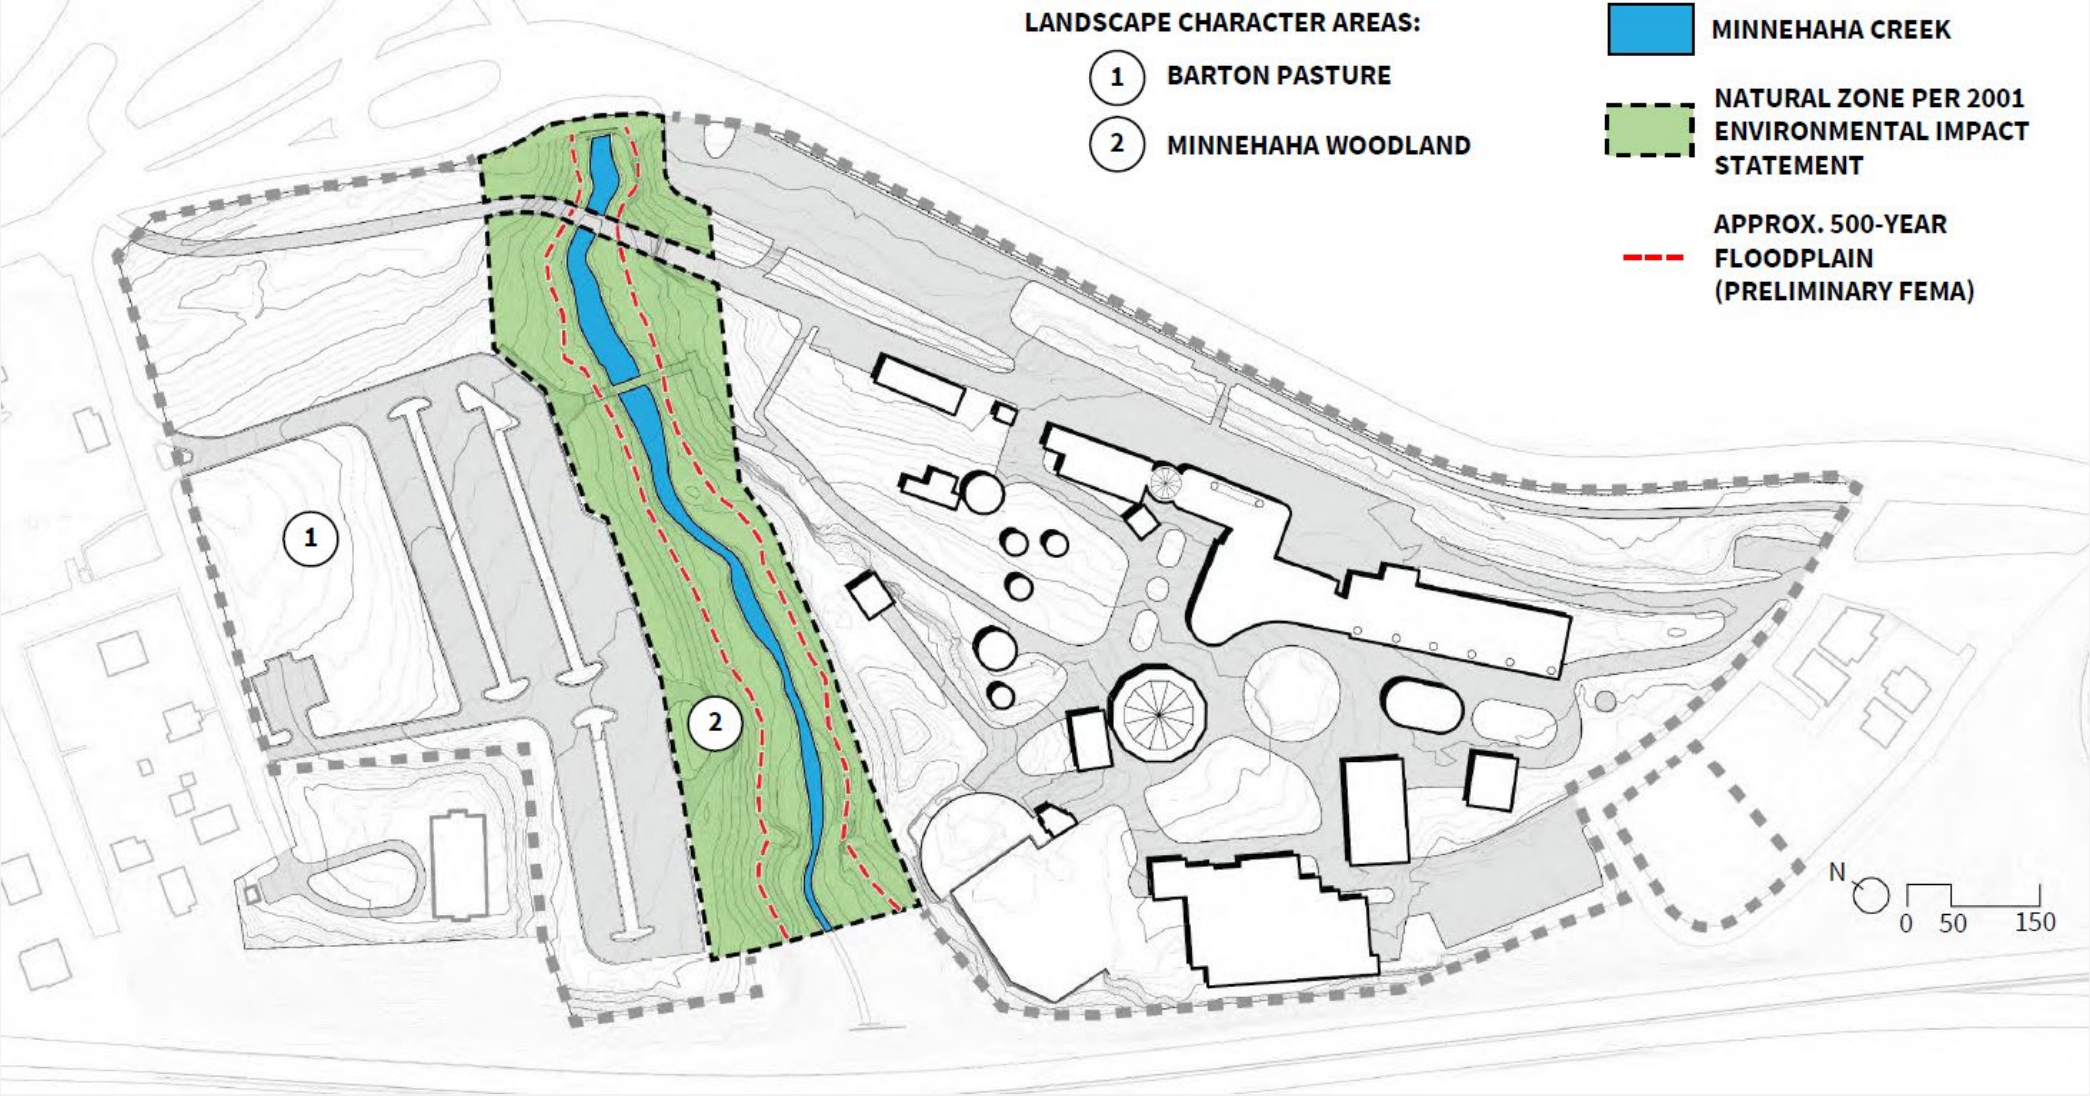 LANDSCAPE CHARACTER AREAS:
1 BARTON PASTURE
2 MINNEHAHA WOODLAND
MINNEHAHA CREEK
NATURAL ZONE PER 2001
ENVIRONMENTAL IMPACT
STATEMENT
APPROX. 500-YEAR
FLOODPLAIN
(PRELIMINARY FEMA)
1
2
N
0 50 150